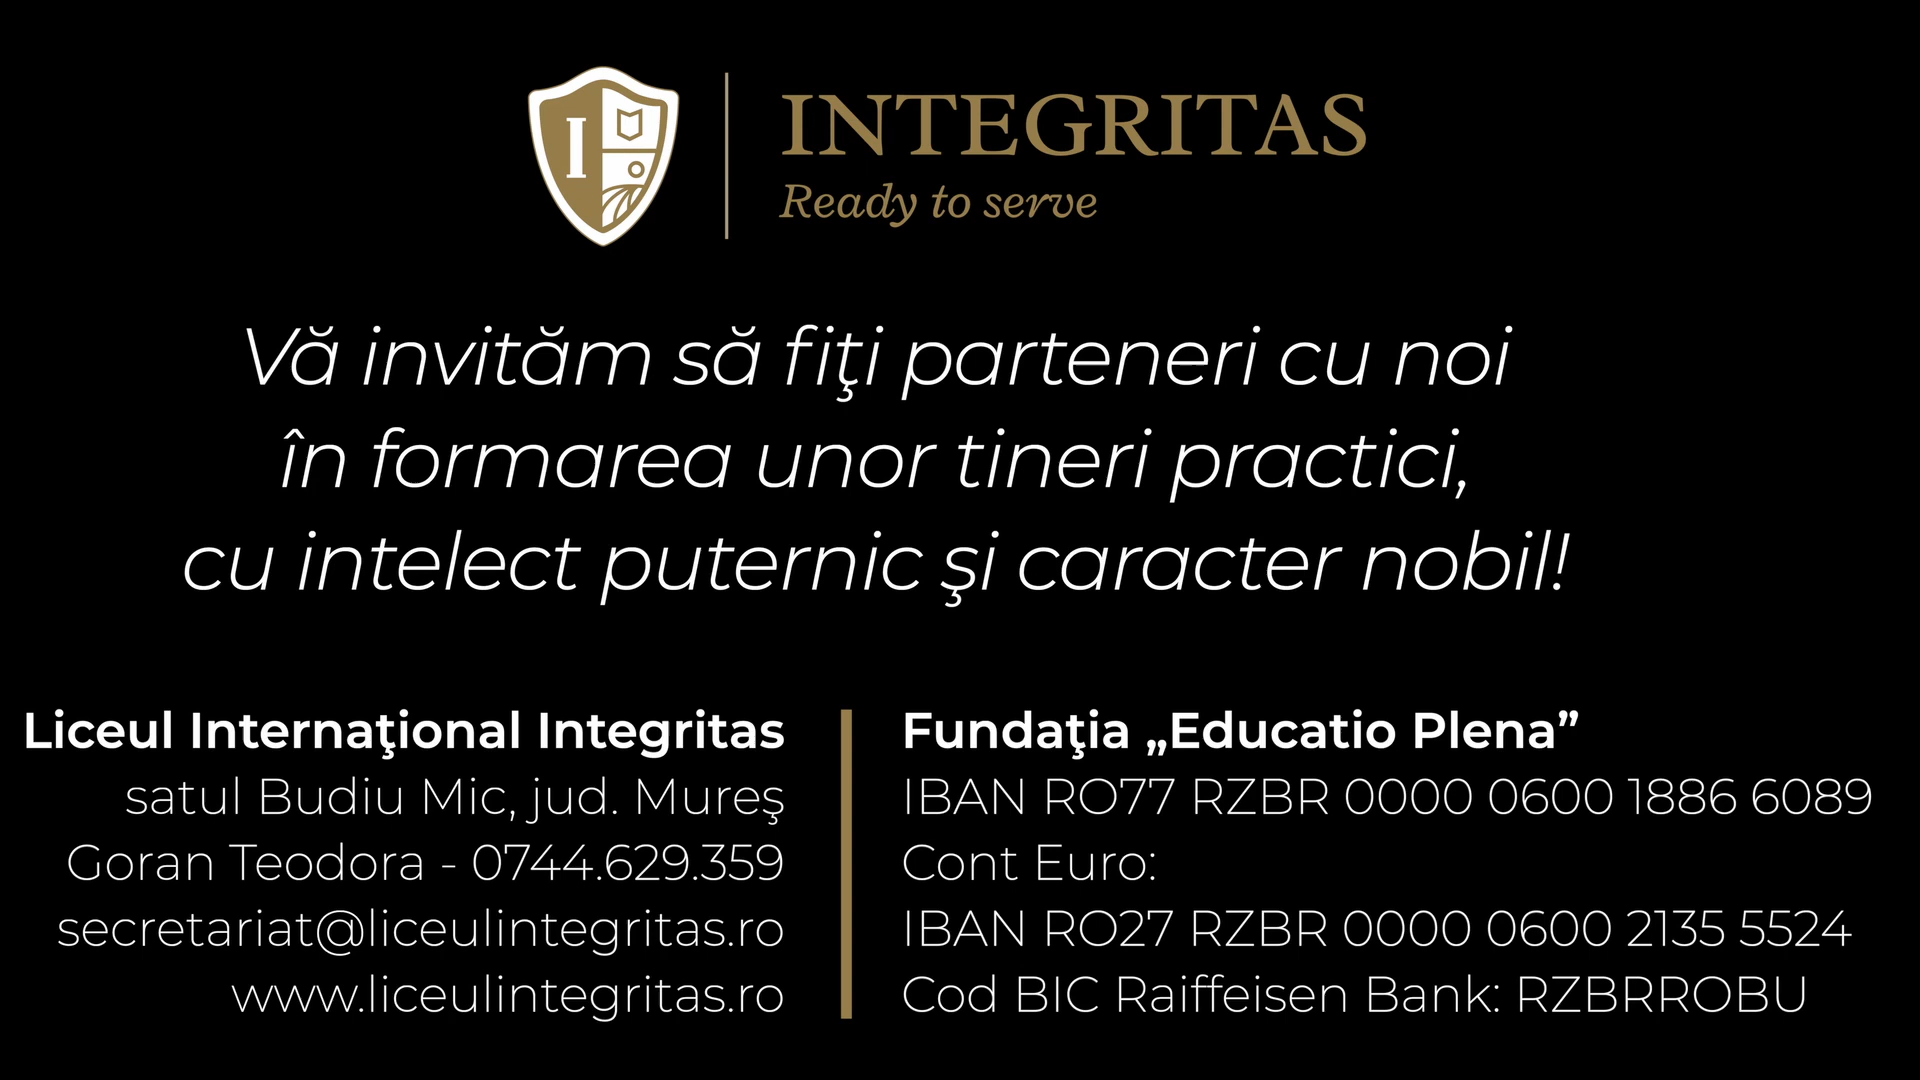 I
INTEGRITAS
Ready to serve
Vă invităm să fiţi parteneri cu noi
în formarea unor tineri practici,
cu intelect puternic şi caracter nobil!
Liceul Internaţional Integritas
satul Budiu Mic, jud. Mureş
Goran Teodora - 0744.629.359
secretariat@liceulintegritas.ro
www.liceulintegritas.ro
Fundaţia „Educatio Plena”
IBAN RO77 RZBR 0000 0600 1886 6089
Cont Euro:
IBAN RO27 RZBR 0000 0600 2135 5524
Cod BIC Raiffeisen Bank: RZBRROBU